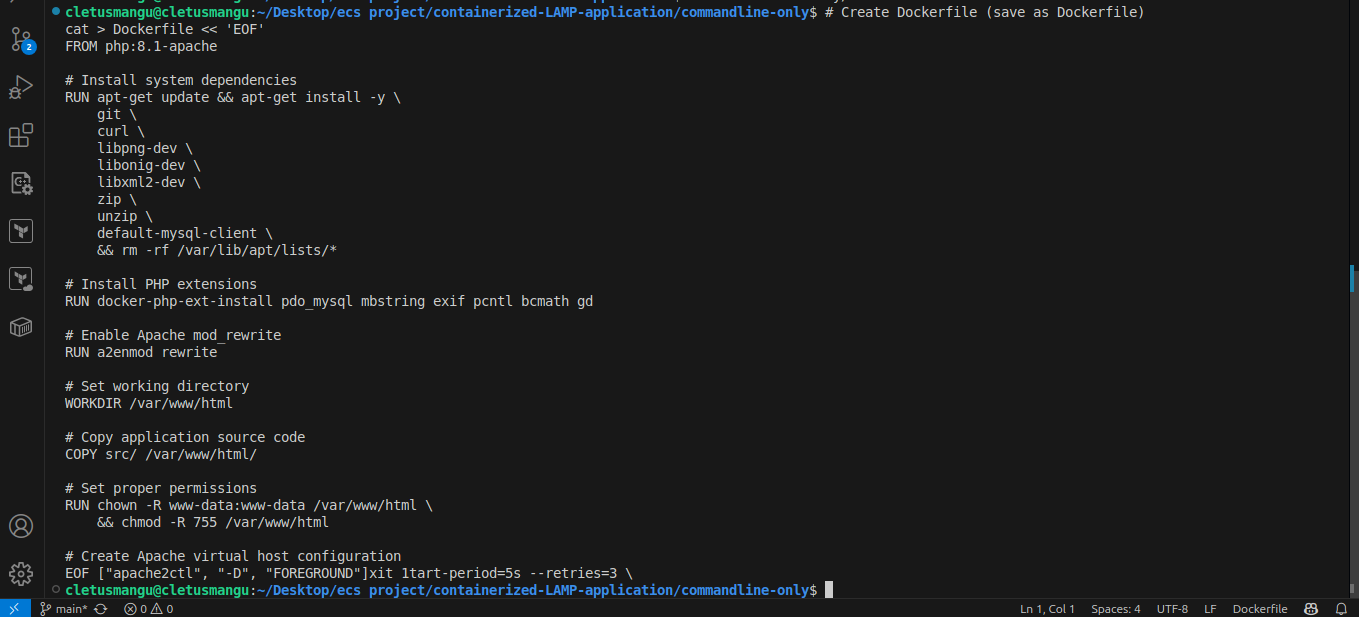 cletusmangu@cletusmangu:~/Desktop/ecs project/containerized-LAMP-application/commandline-only$ # Create Dockerfile (save as Dockerfile)
cat > Dockerfile << 'EOF'
FROM php:8.1-apache

# Install system dependencies
RUN apt-get update && apt-get install -y \
    git \
    curl \
    libpng-dev \
    libonig-dev \
    libxml2-dev \
    zip \
    unzip \
    default-mysql-client \
    && rm -rf /var/lib/apt/lists/*

# Install PHP extensions
RUN docker-php-ext-install pdo_mysql mbstring exif pcntl bcmath gd

# Enable Apache mod_rewrite
RUN a2enmod rewrite

# Set working directory
WORKDIR /var/www/html

# Copy application source code
COPY src/ /var/www/html/

# Set proper permissions
RUN chown -R www-data:www-data /var/www/html \
    && chmod -R 755 /var/www/html

# Create Apache virtual host configuration
EOF ["apache2ctl", "-D", "FOREGROUND"]xit 1tart-period=5s --retries=3 \
cletusmangu@cletusmangu:~/Desktop/ecs project/containerized-LAMP-application/commandline-only$
2
main* 0 0 Ln 1, Col 1 Spaces: 4 UTF-8 LF Dockerfile